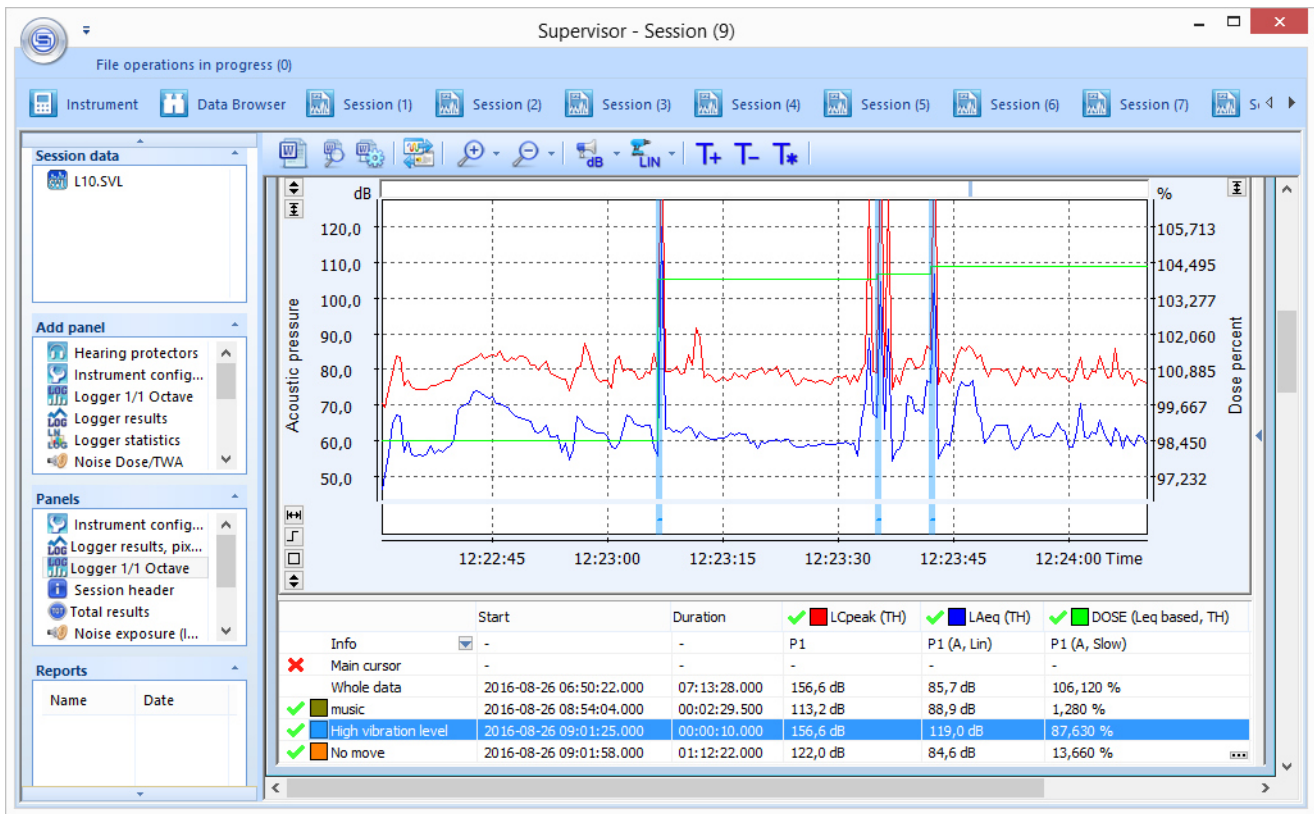 Supervisor - Session (9)
File operations in progress (0)
Instrument Data Browser Session (1) Session (2) Session (3) Session (4) Session (5) Session (6) Session (7)
Session data
L10.SVL
Add panel
Hearing protectors
Instrument config...
LOG Logger 1/1 Octave
LOG Logger results
Logger statistics
Noise Dose/TWA
Panels
Instrument config...
LOG Logger results, pix...
LOG Logger 1/1 Octave
Session header
TOT Total results
Noise exposure (I...
Reports
Name Date
dB LIN T+ T- T*
dB %
120,0 105,713
110,0 104,495
100,0 103,277
90,0 102,060
80,0 100,885
70,0 99,667
60,0 98,450
50,0 97,232
Acoustic pressure
Dose percent
12:22:45 12:23:00 12:23:15 12:23:30 12:23:45 12:24:00 Time
Start Duration LCpeak (TH) LAeq (TH) DOSE (Leq based, TH)
Info - - P1 P1 (A, Lin) P1 (A, Slow)
Main cursor - - - - -
Whole data 2016-08-26 06:50:22.000 07:13:28.000 156,6 dB 85,7 dB 106,120 %
music 2016-08-26 08:54:04.000 00:02:29.500 113,2 dB 88,9 dB 1,280 %
High vibration level 2016-08-26 09:01:25.000 00:00:10.000 156,6 dB 119,0 dB 87,630 %
No move 2016-08-26 09:01:58.000 01:12:22.000 122,0 dB 84,6 dB 13,660 %